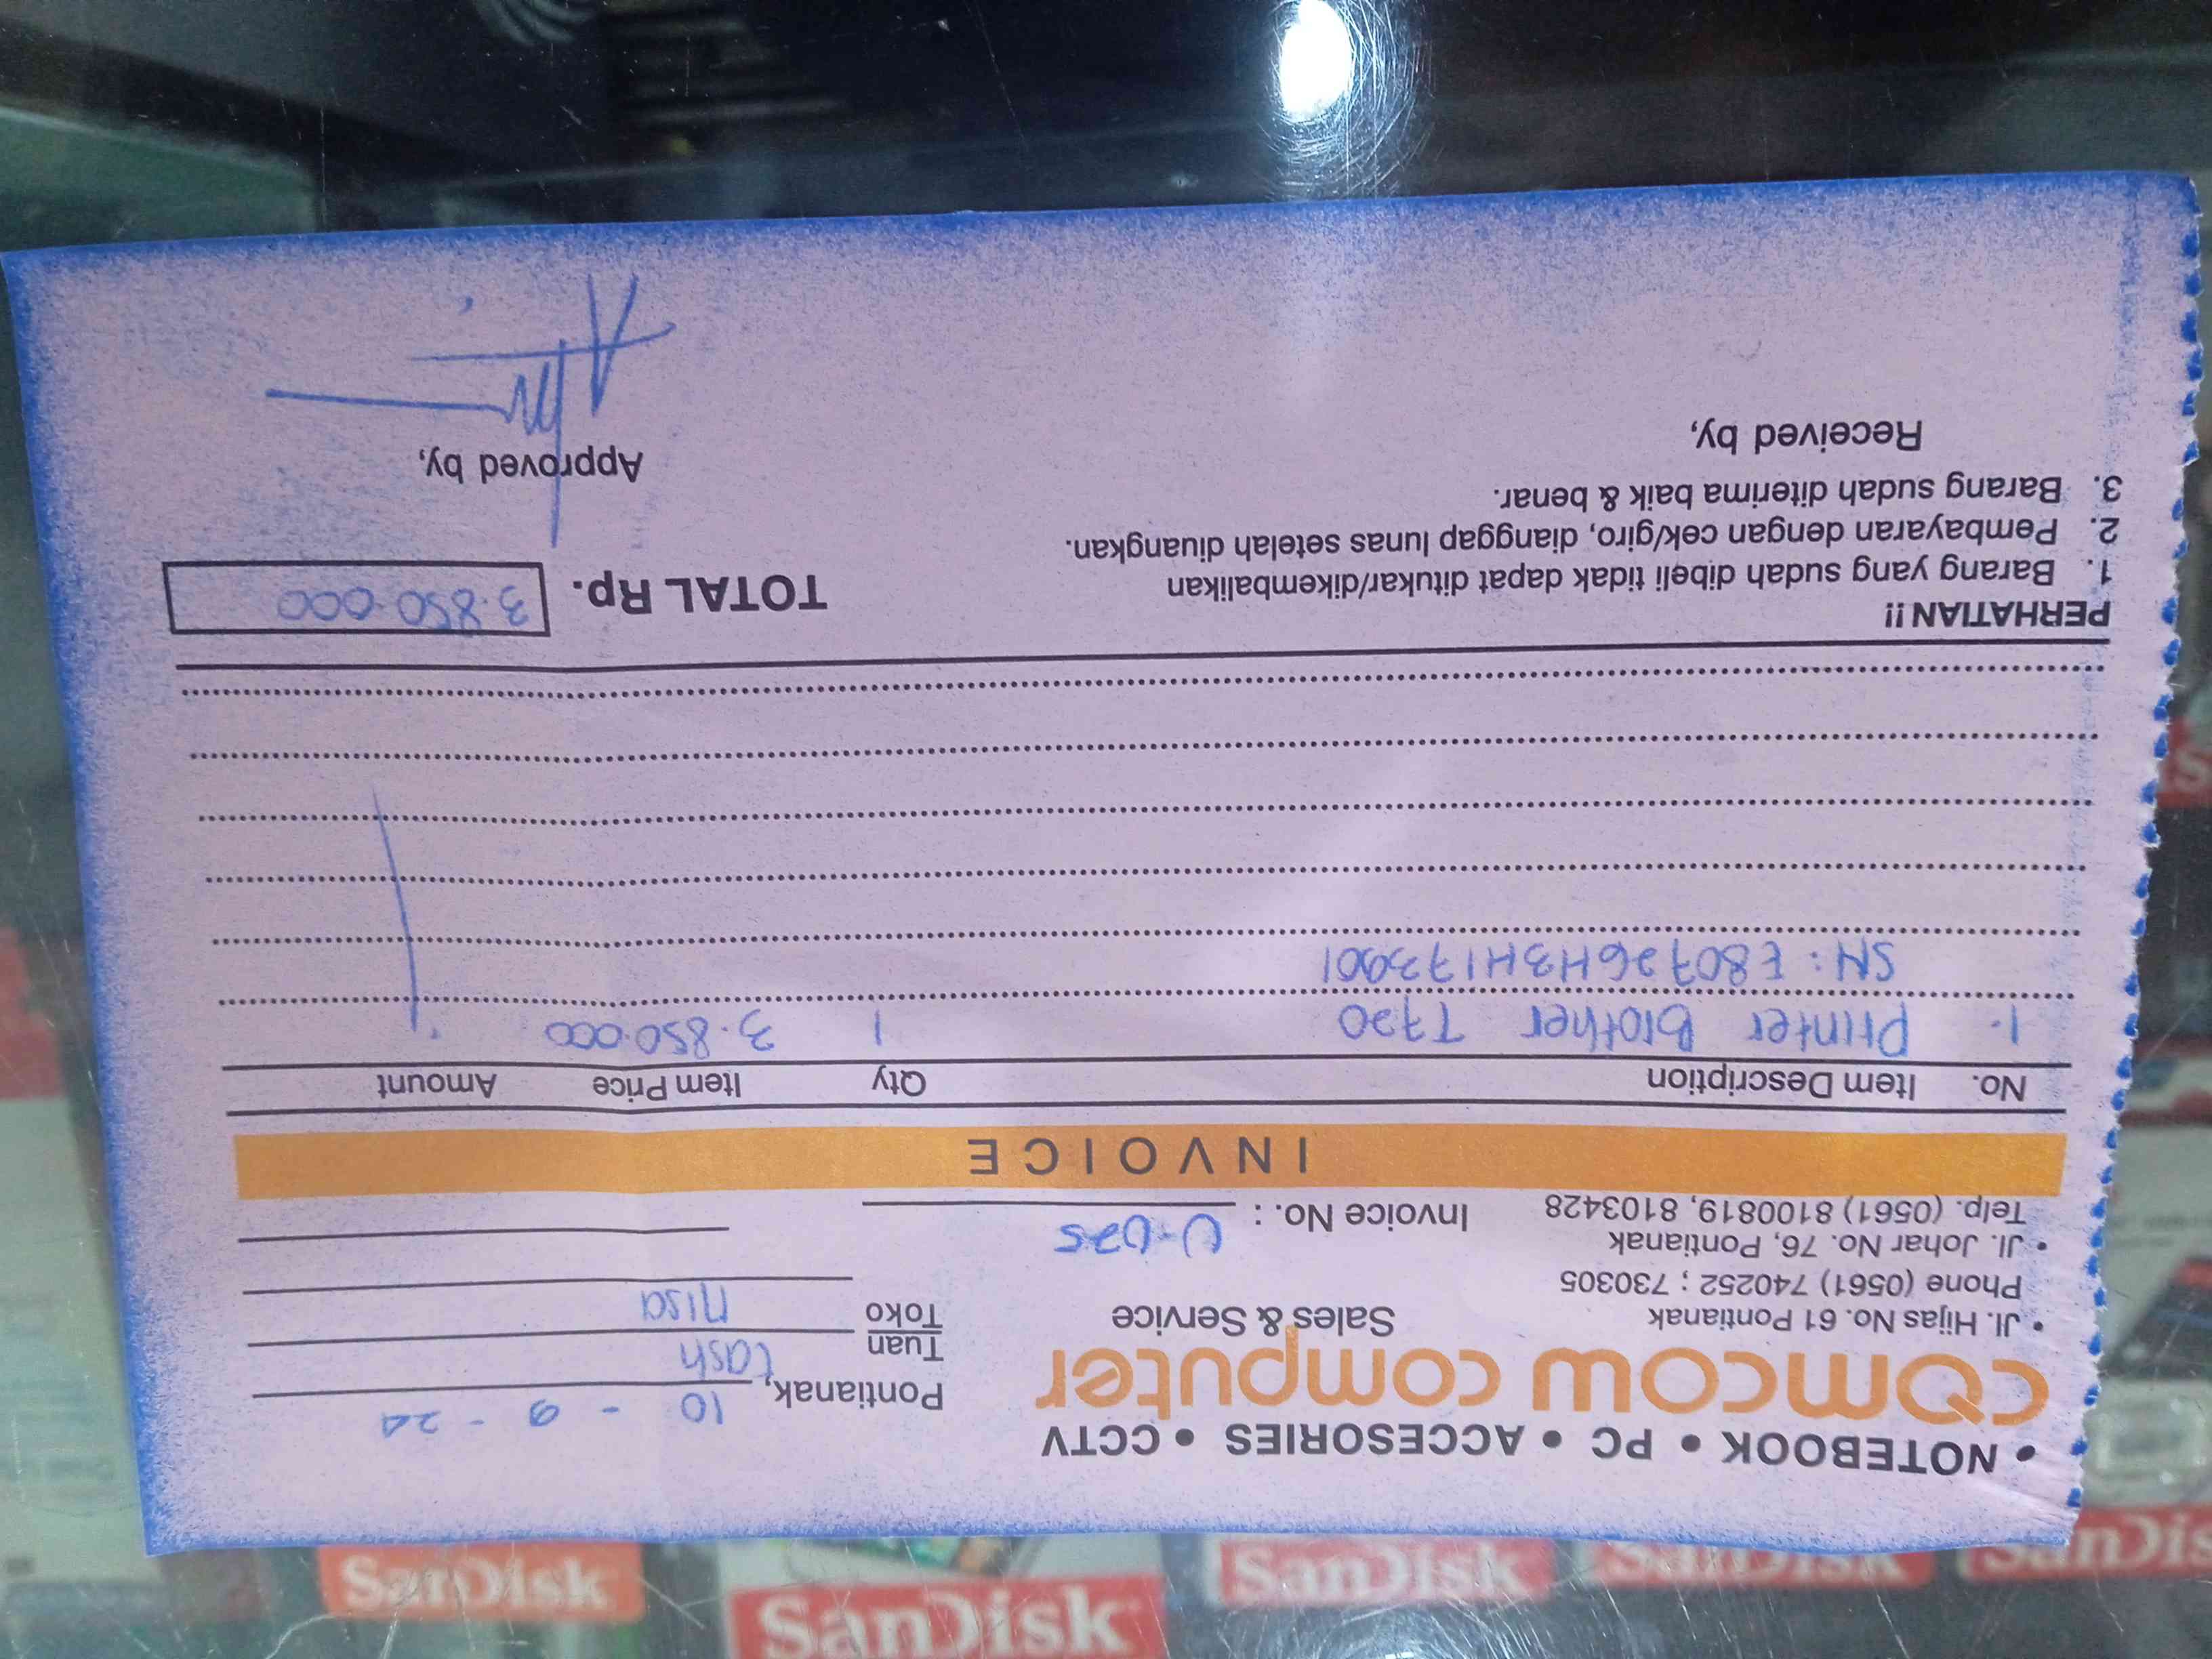 • NOTEBOOK • PC • ACCESORIES • CCTV
comcow computer
Sales & Service
• Jl. Hijas No. 61 Pontianak
Phone (0561) 740252 ; 730305
• Jl. Johar No. 76, Pontianak
Telp. (0561) 8100819, 8103428
Invoice No. :
Pontianak, 10 - 9 - 24
Tuan Cash
Toko Nisa
INVOICE
No. Item Description Qty Item Price Amount
1. Printer Brother T720 1 3.850.000
SN: E80726H3H173001
PERHATIAN !!
1. Barang yang sudah dibeli tidak dapat ditukar/dikembalikan
2. Pembayaran dengan cek/giro, dianggap lunas setelah diuangkan.
3. Barang sudah diterima baik & benar.
TOTAL Rp. 3.850.000
Received by,
Approved by,
SanDisk
SanDisk
SanDisk
SanDisk
SanDis